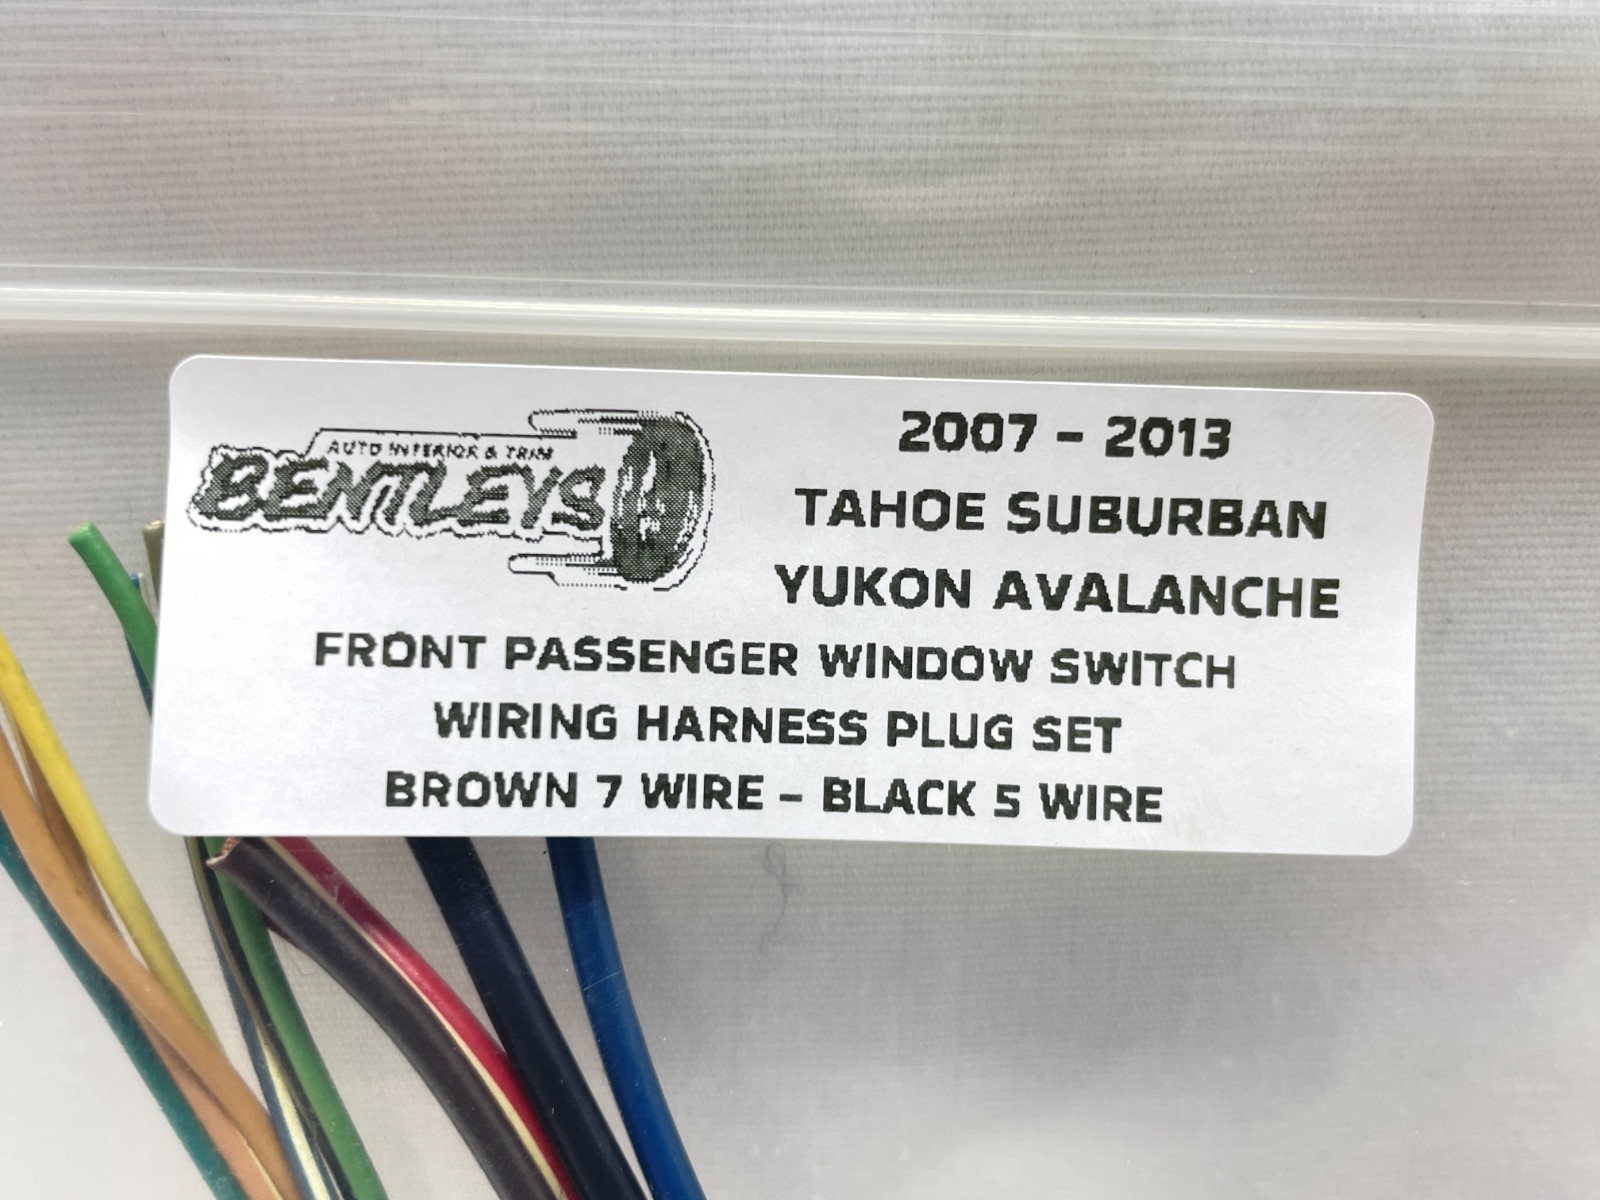 AUTO INTERIOR & TRIM
BENTLEYS
2007 - 2013
TAHOE SUBURBAN
YUKON AVALANCHE
FRONT PASSENGER WINDOW SWITCH
WIRING HARNESS PLUG SET
BROWN 7 WIRE - BLACK 5 WIRE